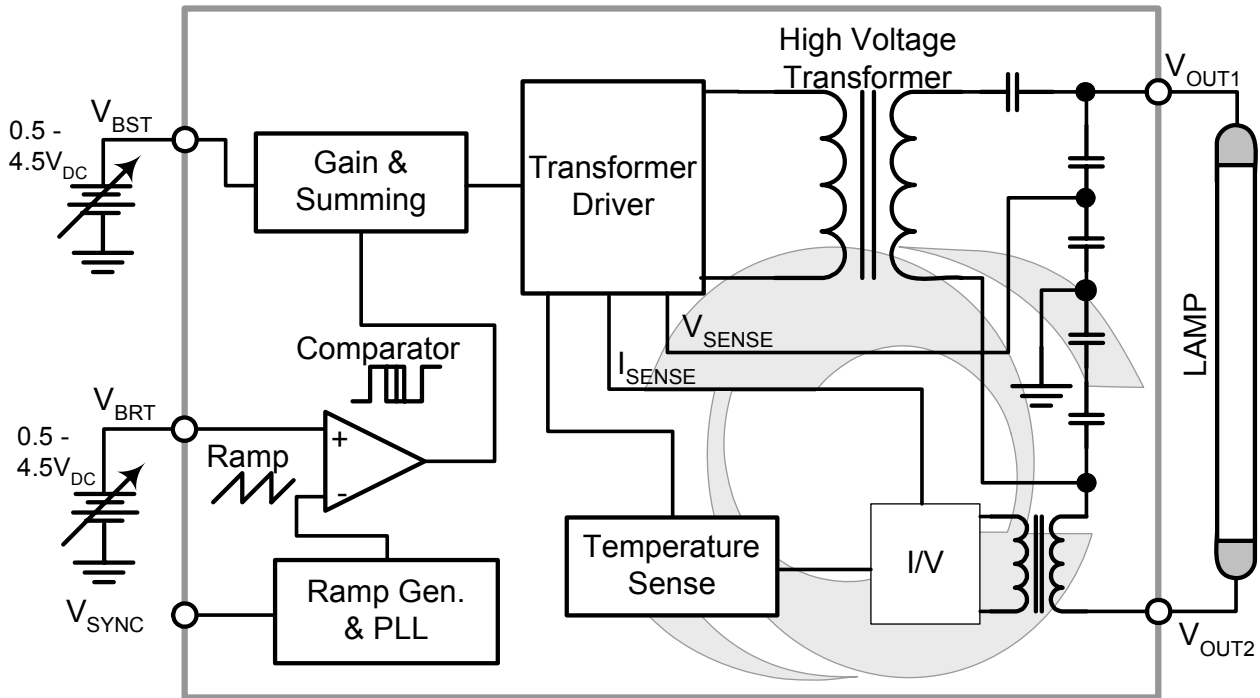 High Voltage
Transformer
V_OUT1
V_BST
0.5 -
4.5V_DC
Gain &
Summing
Transformer
Driver
V_SENSE
I_SENSE
LAMP
Comparator
V_BRT
0.5 -
4.5V_DC
Ramp
+
-
Temperature
Sense
I/V
Ramp Gen.
& PLL
V_SYNC
V_OUT2